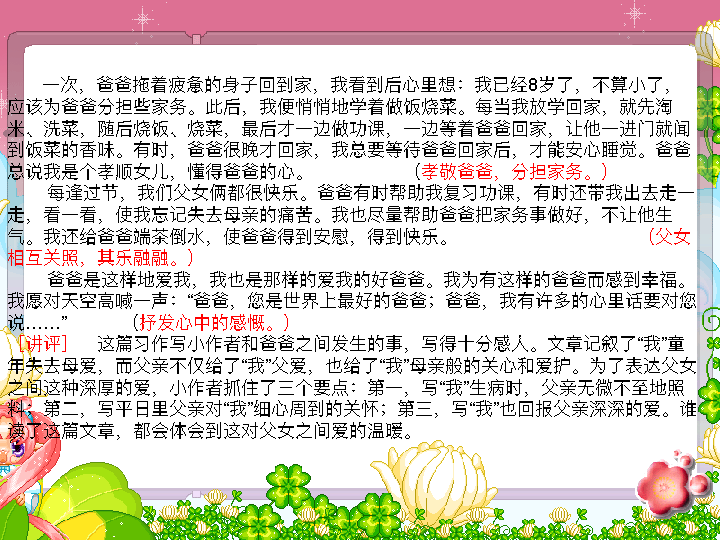 一次，爸爸拖着疲惫的身子回到家，我看到后心里想：我已经8岁了，不算小了，
应该为爸爸分担些家务。此后，我便悄悄地学着做饭烧菜。每当我放学回家，就先淘
米、洗菜，随后烧饭、烧菜，最后才一边做功课，一边等着爸爸回家，让他一进门就闻
到饭菜的香味。有时，爸爸很晚才回家，我总要等待爸爸回家后，才能安心睡觉。爸爸
总说我是个孝顺女儿，懂得爸爸的心。 （孝敬爸爸，分担家务。）
每逢过节，我们父女俩都很快乐。爸爸有时帮助我复习功课，有时还带我出去走一
走，看一看，使我忘记失去母亲的痛苦。我也尽量帮助爸爸把家务事做好，不让他生
气。我还给爸爸端茶倒水，使爸爸得到安慰，得到快乐。 （父女
相互关照，其乐融融。）
爸爸是这样地爱我，我也是那样的爱我的好爸爸。我为有这样的爸爸而感到幸福。
我愿对天空高喊一声：“爸爸，您是世界上最好的爸爸；爸爸，我有许多的心里话要对您
说……” （抒发心中的感慨。）
［讲评］ 这篇习作写小作者和爸爸之间发生的事，写得十分感人。文章记叙了“我”童
年失去母爱，而父亲不仅给了“我”父爱，也给了“我”母亲般的关心和爱护。为了表达父女
之间这种深厚的爱，小作者抓住了三个要点：第一，写“我”生病时，父亲无微不至地照
料；第二，写平日里父亲对“我”细心周到的关怀；第三，写“我”也回报父亲深深的爱。谁
读了这篇文章，都会体会到这对父女之间爱的温暖。